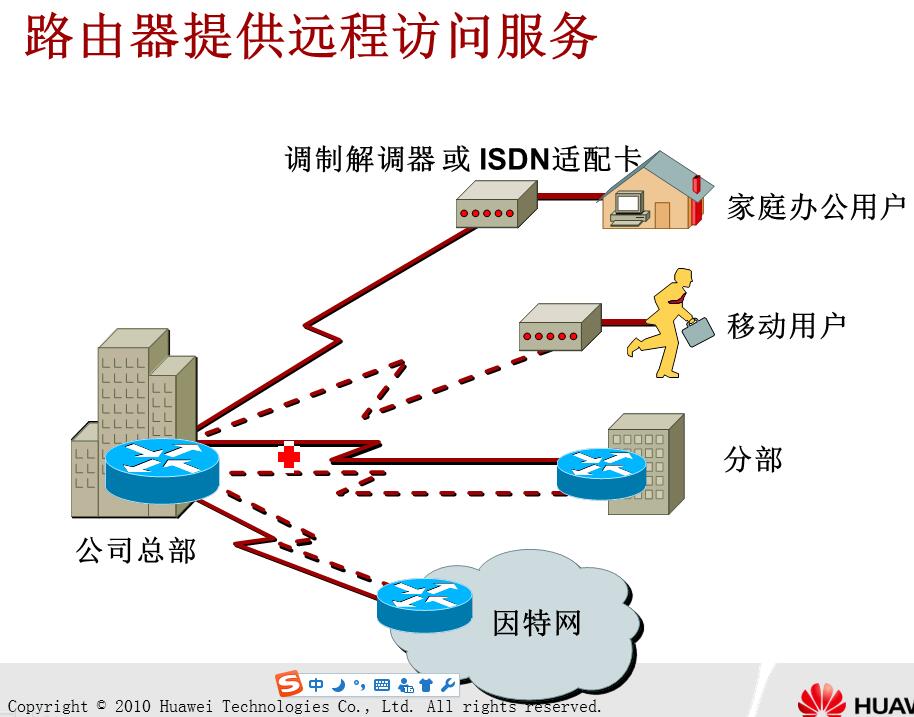 路由器提供远程访问服务
调制解调器或 ISDN适配卡
家庭办公用户
移动用户
分部
公司总部
因特网
中
Copyright © 2010 Huawei Technologies Co., Ltd. All rights reserved.
HUAW